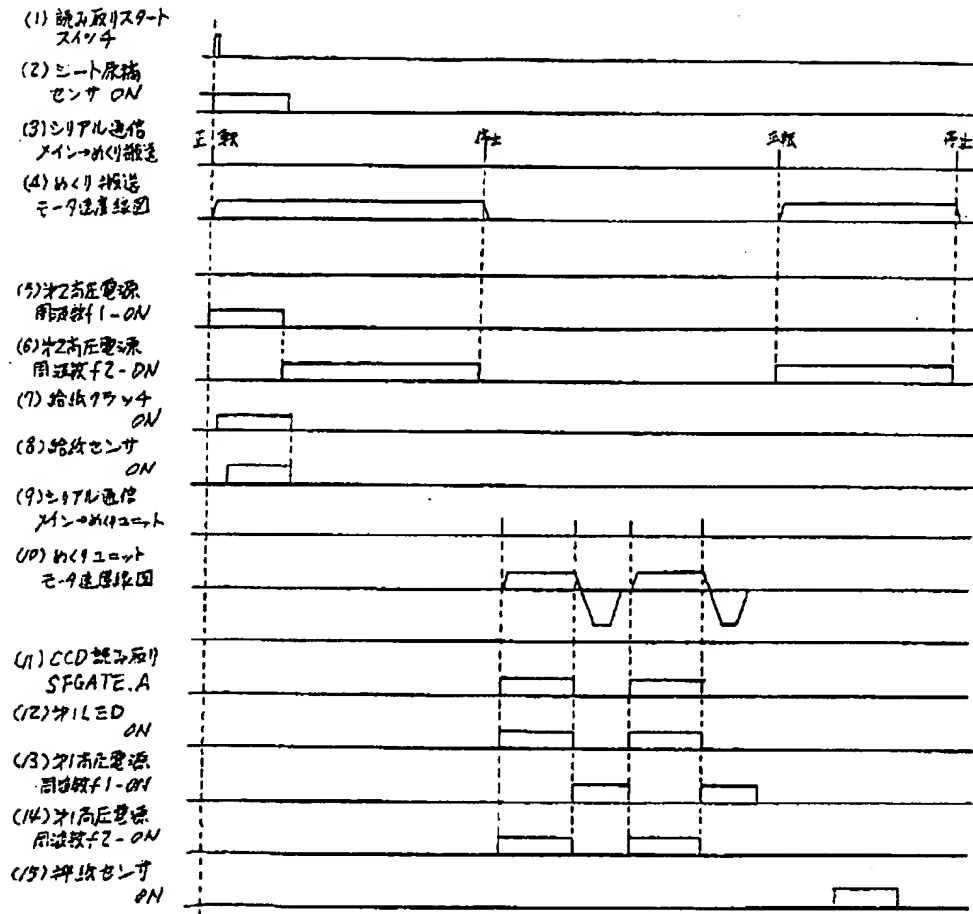 (1) 読み取りスタート
スイッチ
(2) シート原稿
センサ ON
(3) シリアル通信
メイン→めくり搬送
正転 停止 正転 停止
(4) めくり搬送
モータ速度線図
(5) 第2高圧電源
周波数f1-ON
(6) 第2高圧電源
周波数f2-ON
(7) 給紙クラッチ
ON
(8) 給紙センサ
ON
(9) シリアル通信
メイン→めくりユニット
(10) めくりユニット
モータ速度線図
(11) CCD読み取り
SFGATE.A
(12) 第1LED
ON
(13) 第1高圧電源
周波数f1-ON
(14) 第1高圧電源
周波数f2-ON
(15) 排紙センサ
ON